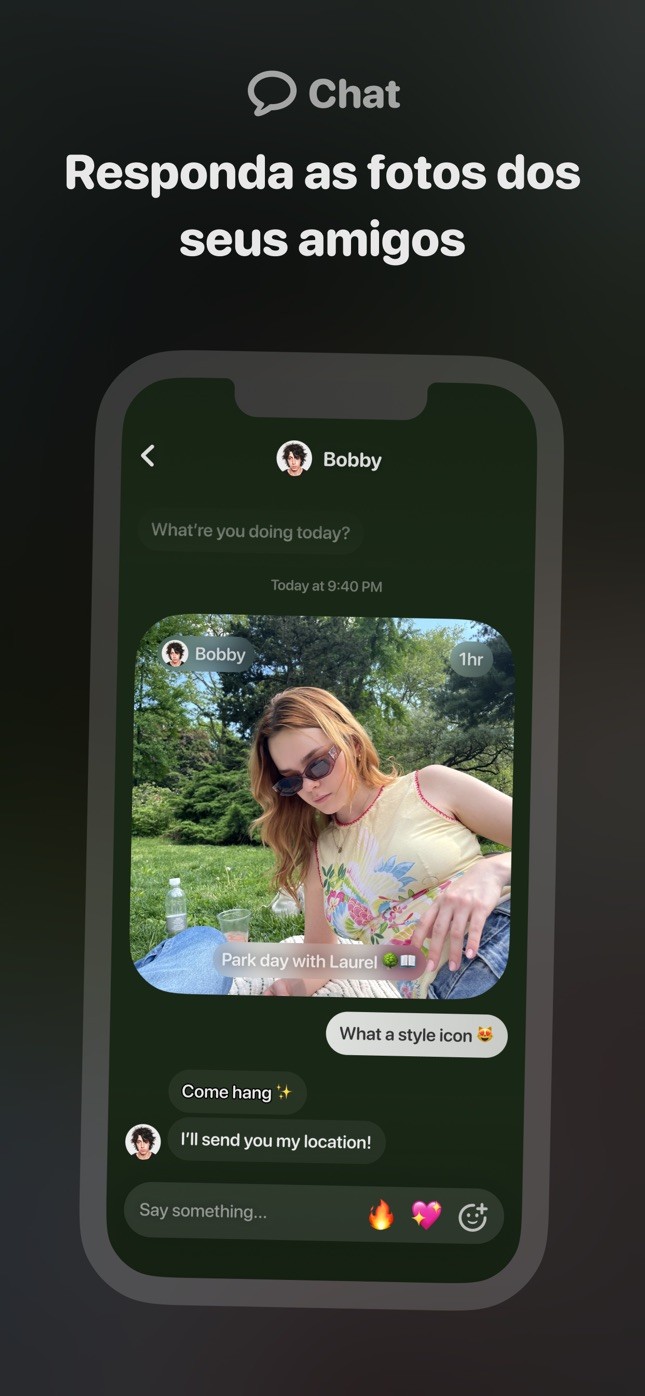 Chat
Responda as fotos dos
seus amigos
Bobby
What're you doing today?
Today at 9:40 PM
Bobby
1hr
Park day with Laurel 🌳📖
What a style icon 😻
Come hang ✨
I'll send you my location!
Say something...